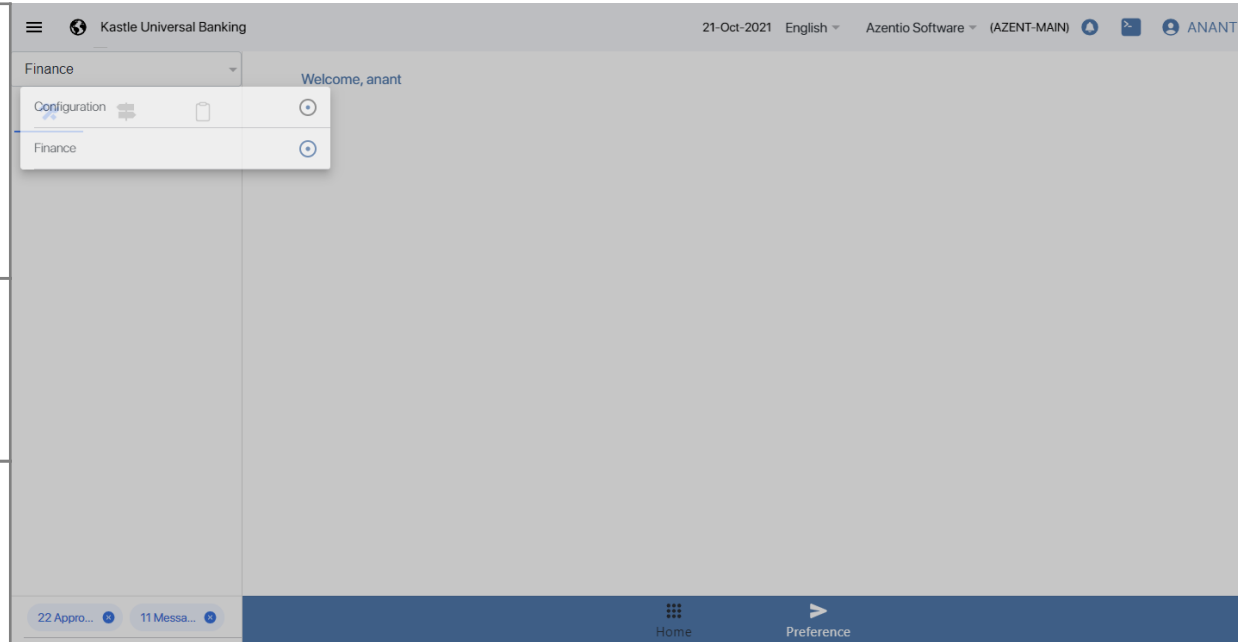 Kastle Universal Banking 21-Oct-2021 English Azentio Software (AZENT-MAIN) ANANT
Finance
Welcome, anant
Configuration
Finance
22 Appro... 11 Messa...
Home Preference